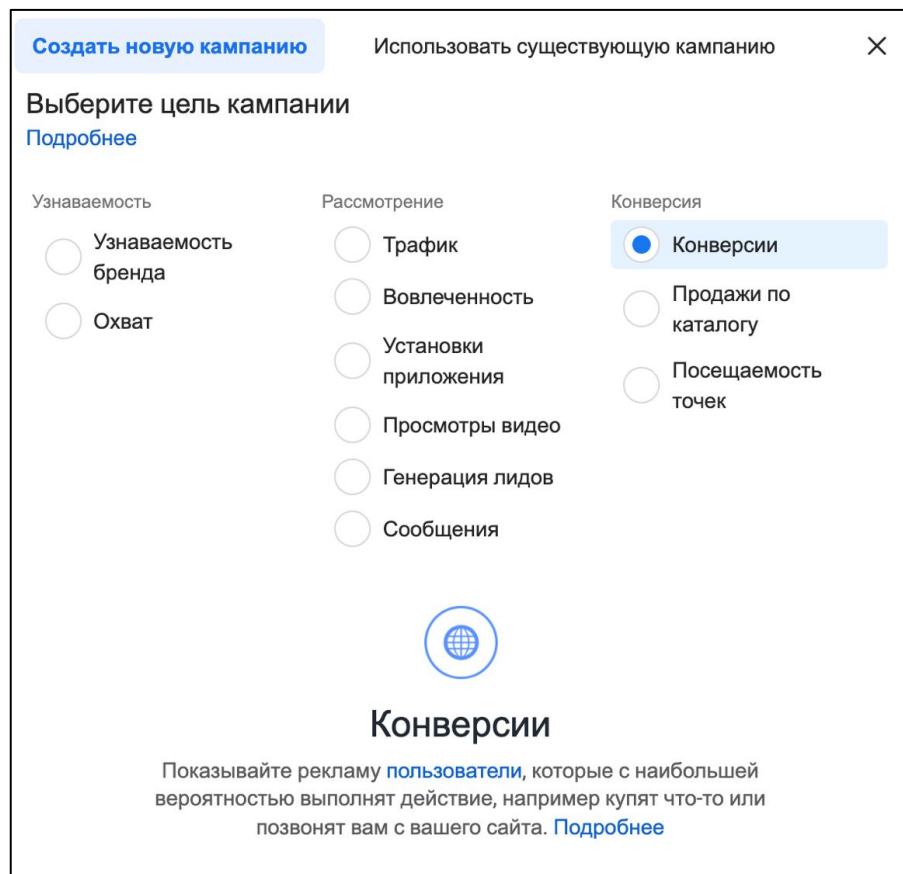 Создать новую кампанию
Использовать существующую кампанию
Выберите цель кампании
Подробнее
Узнаваемость
Узнаваемость
бренда
Охват
Рассмотрение
Трафик
Вовлеченность
Установки
приложения
Просмотры видео
Генерация лидов
Сообщения
Конверсия
Конверсии
Продажи по
каталогу
Посещаемость
точек
Конверсии
Показывайте рекламу пользователи, которые с наибольшей
вероятностью выполнят действие, например купят что-то или
позвонят вам с вашего сайта. Подробнее